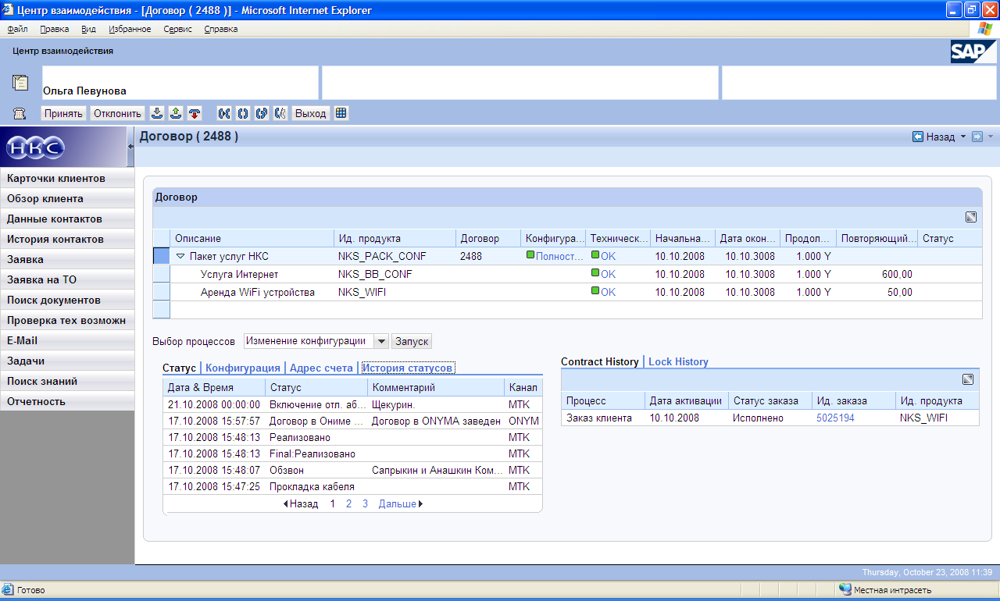 Центр взаимодействия - [Договор ( 2488 )] - Microsoft Internet Explorer
Файл Правка Вид Избранное Сервис Справка
Центр взаимодействия
SAP
Ольга Певунова
Принять Отклонить Выход
НКС
Договор ( 2488 )
Назад
Карточки клиентов
Обзор клиента
Данные контактов
История контактов
Заявка
Заявка на ТО
Поиск документов
Проверка тех возможн
E-Mail
Задачи
Поиск знаний
Отчетность
Договор
Описание Ид. продукта Договор Конфигура... Техническ... Начальна... Дата окон... Продол... Повторяющий... Статус
Пакет услуг НКС NKS_PACK_CONF 2488 Полност... OK 10.10.2008 10.10.3008 1.000 Y
Услуга Интернет NKS_BB_CONF OK 10.10.2008 10.10.3008 1.000 Y 600,00
Аренда WiFi устройства NKS_WIFI OK 10.10.2008 10.10.3008 1.000 Y 50,00
Выбор процессов Изменение конфигурации Запуск
Статус | Конфигурация | Адрес счета | История статусов
Дата & Время Статус Комментарий Канал
21.10.2008 00:00:00 Включение отл. аб... Щекурин. МТК
17.10.2008 15:57:57 Договор в Ониме ... Договор в ONYMA заведен ONYM
17.10.2008 15:48:13 Реализовано МТК
17.10.2008 15:48:13 Final:Реализовано МТК
17.10.2008 15:48:07 Обзвон Сапрыкин и Анашкин Ком... МТК
17.10.2008 15:47:25 Прокладка кабеля МТК
Назад 1 2 3 Дальше
Contract History | Lock History
Процесс Дата активации Статус заказа Ид. заказа Ид. продукта
Заказ клиента 10.10.2008 Исполнено 5025194 NKS_WIFI
Thursday, October 23, 2008 11:39
Готово Местная интрасеть